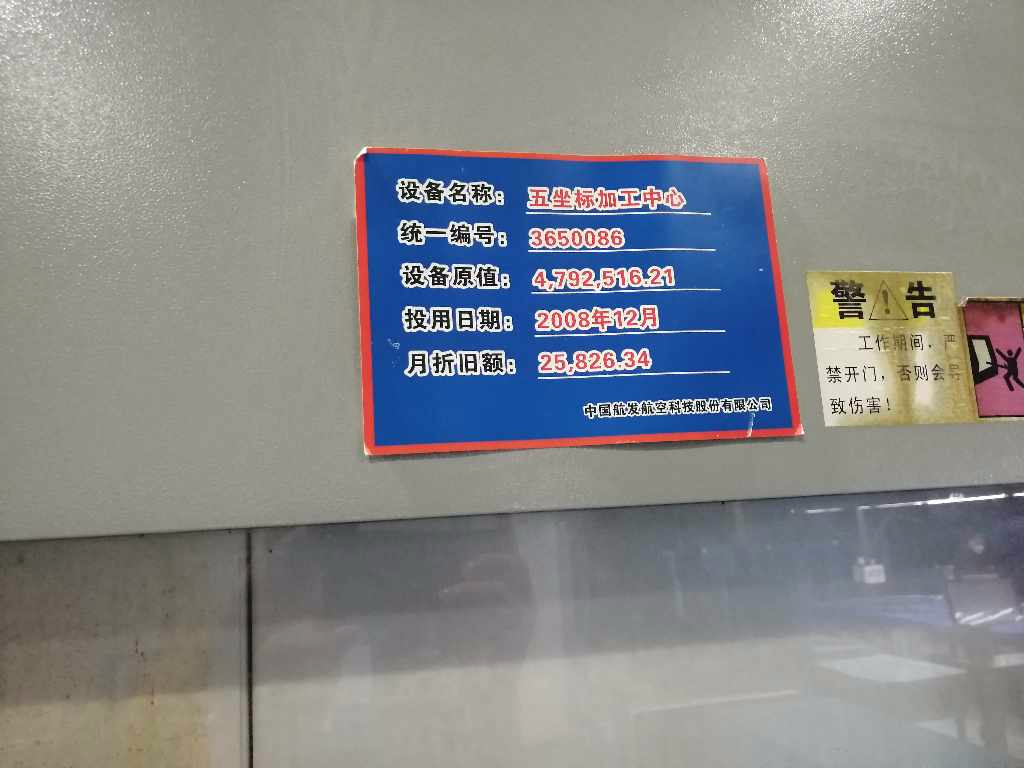 设备名称： 五坐标加工中心
统一编号： 3650086
设备原值： 4,792,516.21
投用日期： 2008年12月
月折旧额： 25,826.34
中国航发航空科技股份有限公司
警告
工作期间，严
禁开门，否则会导
致伤害！